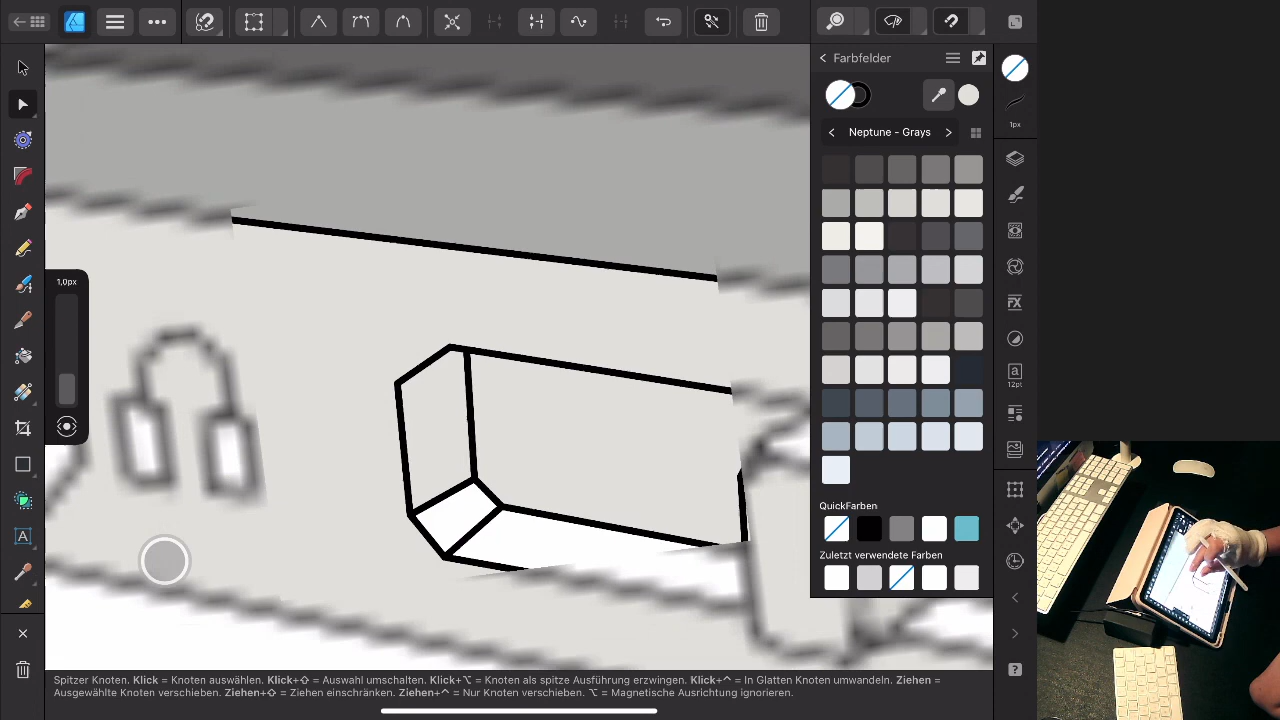 Farbfelder
Neptune - Grays
1px
1,0px
A
a
12pt
FX
QuickFarben
Zuletzt verwendete Farben
?
Spitzer Knoten. Klick = Knoten auswählen. Klick+⇧ = Auswahl umschalten. Klick+⌥ = Knoten als spitze Ausführung erzwingen. Klick+⌃ = In Glatten Knoten umwandeln. Ziehen =
Ausgewählte Knoten verschieben. Ziehen+⇧ = Ziehen einschränken. Ziehen+⌃ = Nur Knoten verschieben. ⌥ = Magnetische Ausrichtung ignorieren.